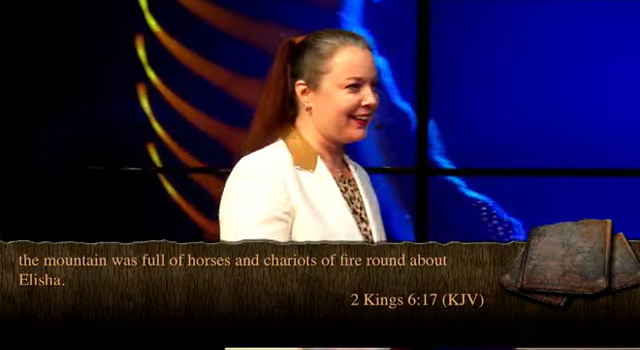 the mountain was full of horses and chariots of fire round about
Elisha.
2 Kings 6:17 (KJV)